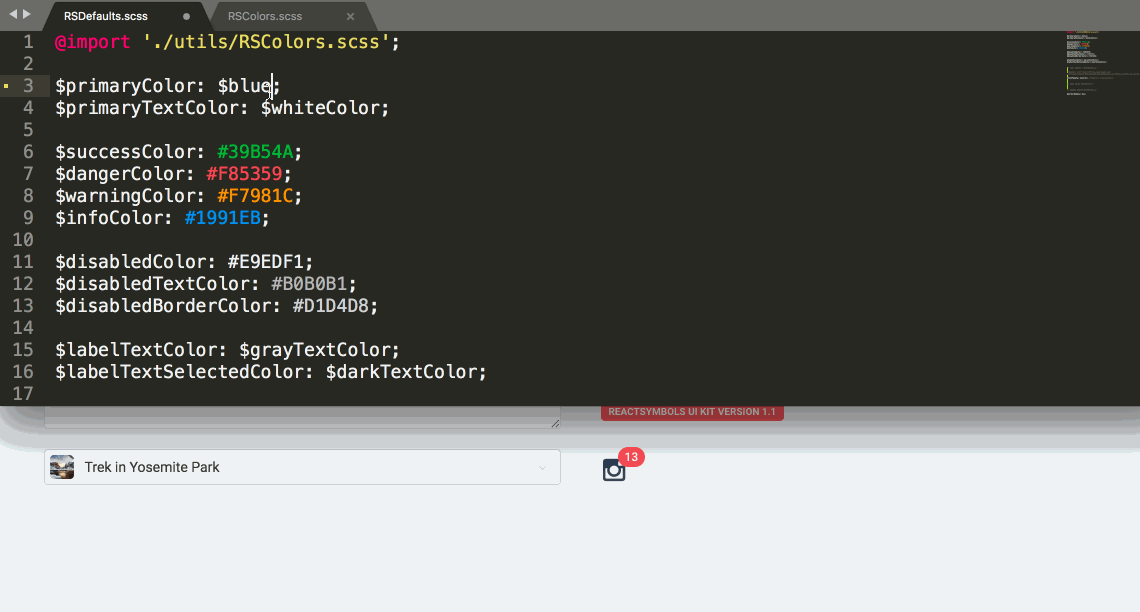 RSDefaults.scss
RSColors.scss
1 @import './utils/RSColors.scss';
2
3 $primaryColor: $blue;
4 $primaryTextColor: $whiteColor;
5
6 $successColor: #39B54A;
7 $dangerColor: #F85359;
8 $warningColor: #F7981C;
9 $infoColor: #1991EB;
10
11 $disabledColor: #E9EDF1;
12 $disabledTextColor: #B0B0B1;
13 $disabledBorderColor: #D1D4D8;
14
15 $labelTextColor: $grayTextColor;
16 $labelTextSelectedColor: $darkTextColor;
17
REACTSYMBOLS UI KIT VERSION 1.1
Trek in Yosemite Park
13